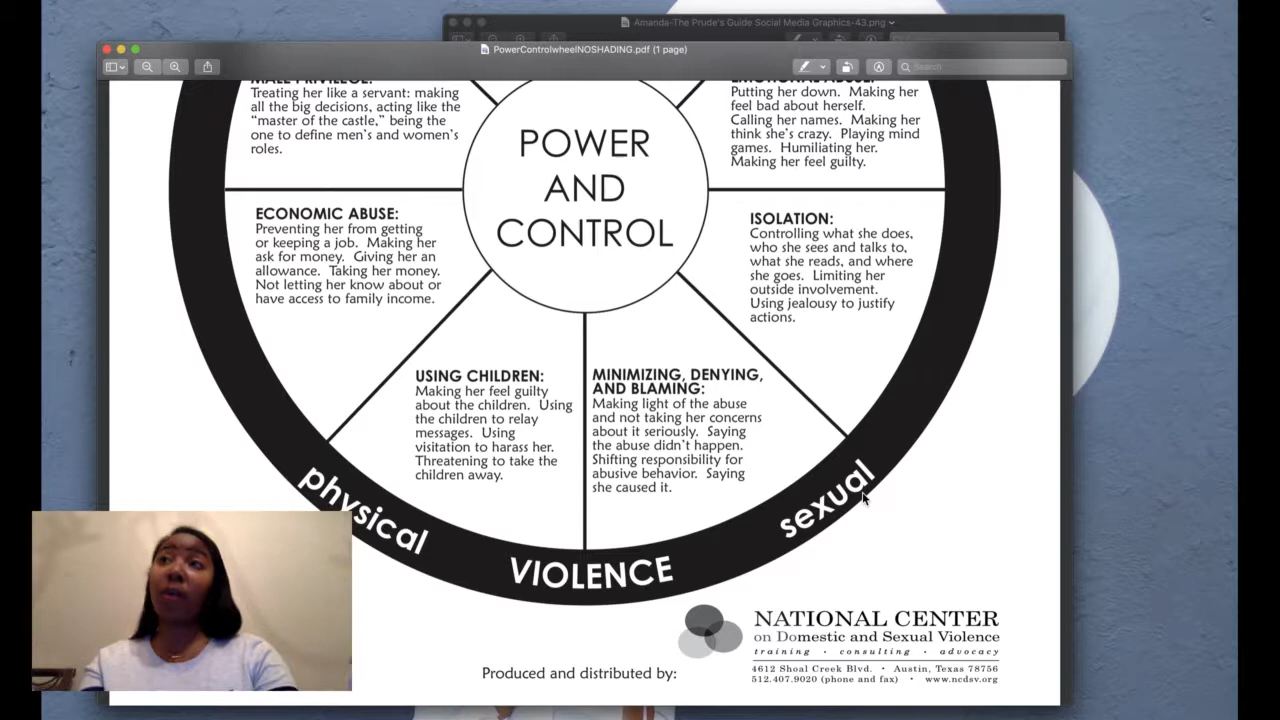 Amanda-The Prude's Guide Social Media Graphics-43.png
PowerControlwheelNOSHADING.pdf (1 page)
Search
MALE PRIVILEGE:
Treating her like a servant: making
all the big decisions, acting like the
“master of the castle,” being the
one to define men’s and women’s
roles.
EMOTIONAL ABUSE:
Putting her down. Making her
feel bad about herself.
Calling her names. Making her
think she’s crazy. Playing mind
games. Humiliating her.
Making her feel guilty.
POWER
AND
CONTROL
ECONOMIC ABUSE:
Preventing her from getting
or keeping a job. Making her
ask for money. Giving her an
allowance. Taking her money.
Not letting her know about or
have access to family income.
ISOLATION:
Controlling what she does,
who she sees and talks to,
what she reads, and where
she goes. Limiting her
outside involvement.
Using jealousy to justify
actions.
USING CHILDREN:
Making her feel guilty
about the children. Using
the children to relay
messages. Using
visitation to harass her.
Threatening to take the
children away.
MINIMIZING, DENYING,
AND BLAMING:
Making light of the abuse
and not taking her concerns
about it seriously. Saying
the abuse didn’t happen.
Shifting responsibility for
abusive behavior. Saying
she caused it.
physical
VIOLENCE
sexual
Produced and distributed by:
NATIONAL CENTER
on Domestic and Sexual Violence
training • consulting • advocacy
4612 Shoal Creek Blvd. • Austin, Texas 78756
512.407.9020 (phone and fax) • www.ncdsv.org